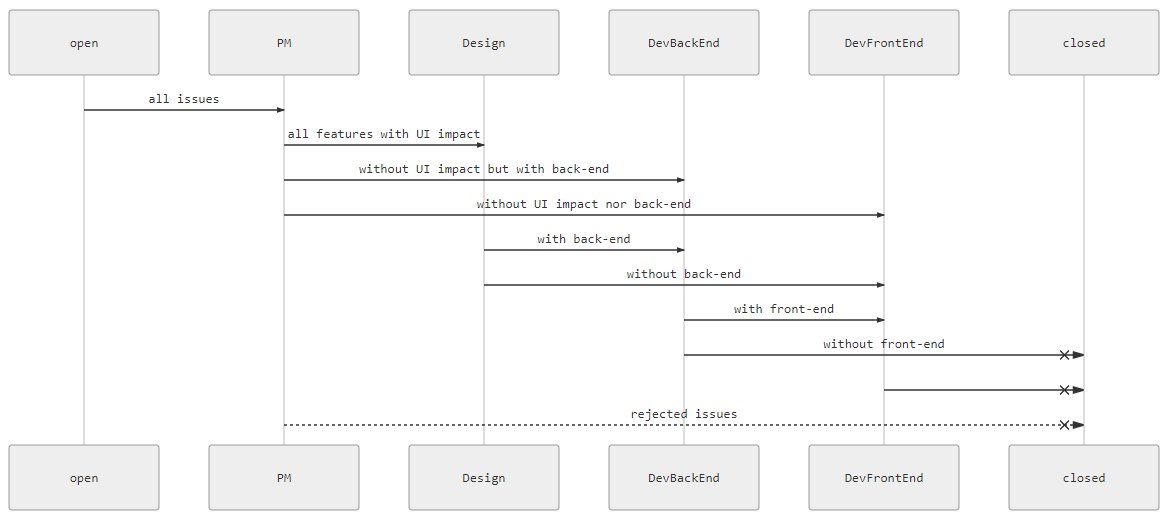 open
PM
Design
DevBackEnd
DevFrontEnd
closed
all issues
all features with UI impact
without UI impact but with back-end
without UI impact nor back-end
with back-end
without back-end
with front-end
without front-end
rejected issues
open
PM
Design
DevBackEnd
DevFrontEnd
closed